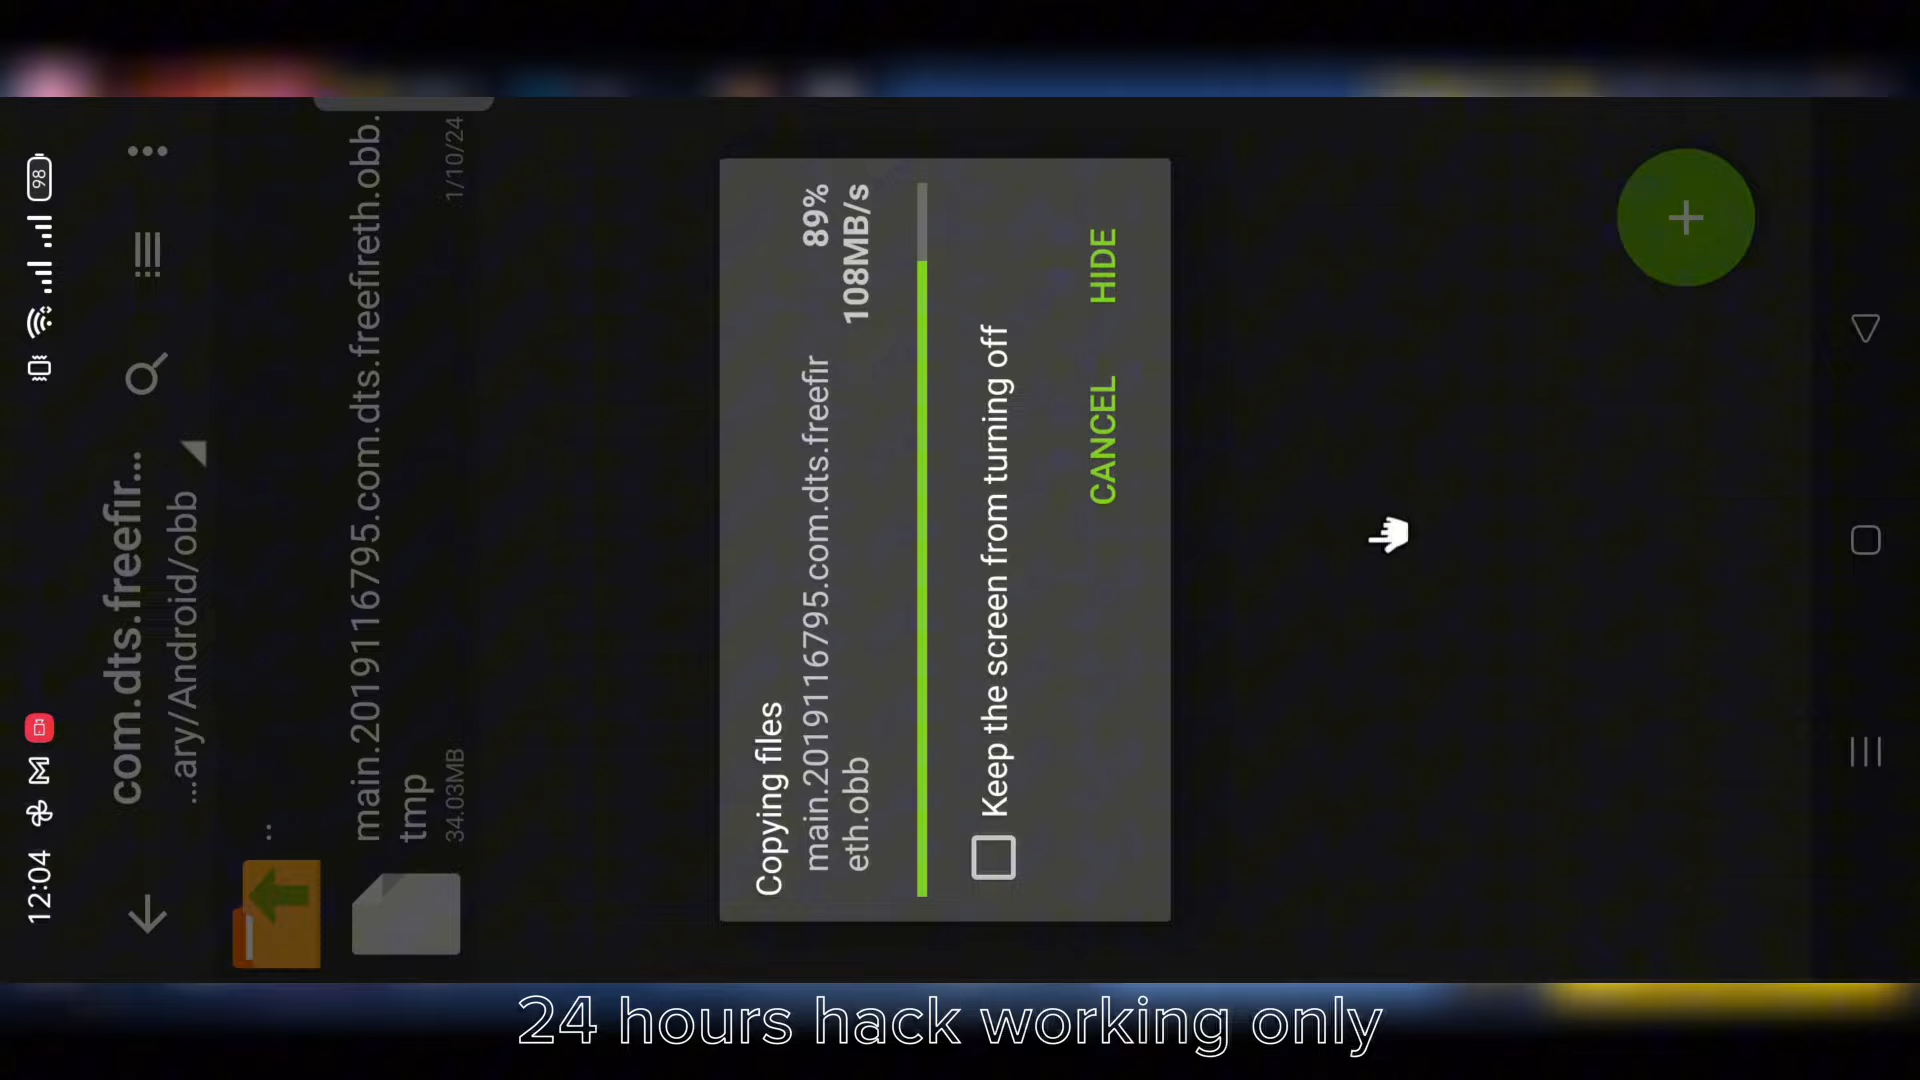 12:04
98
com.dts.freefir...
...ary/Android/obb
..
main.2019116795.com.dts.freefireth.obb.
tmp
34.03MB
1/10/24
Copying files
main.2019116795.com.dts.freefir
eth.obb
89%
108MB/s
Keep the screen from turning off
CANCEL
HIDE
24 hours hack working only